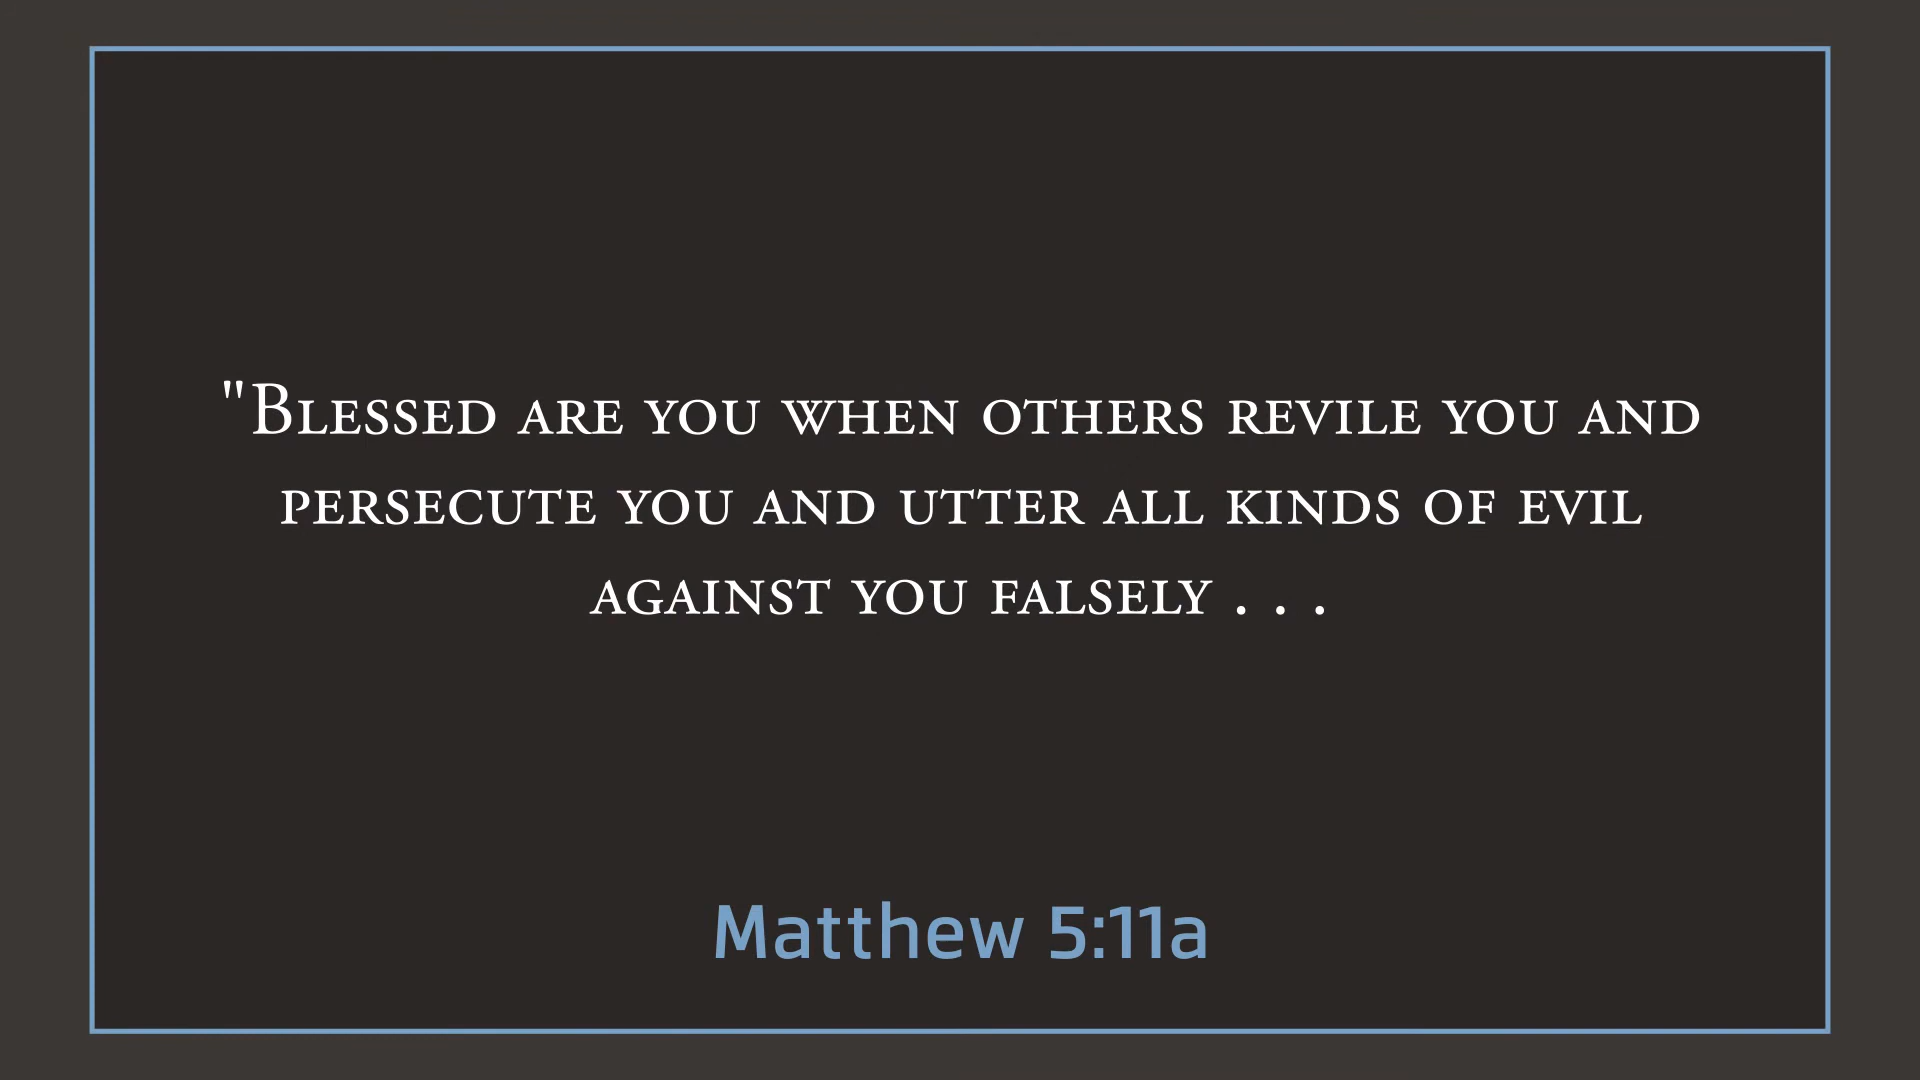 "Blessed are you when others revile you and
persecute you and utter all kinds of evil
against you falsely . . .
Matthew 5:11a